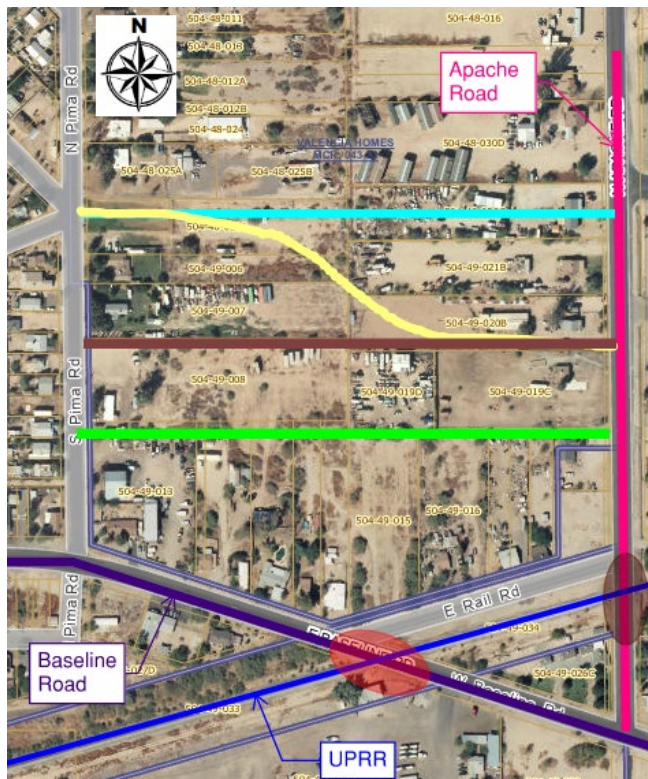 504-48-011
504-48-016
N
504-48-013
Apache
Road
504-48-012A
N Pima Rd
504-48-012B
504-48-024
VALENCIA HOMES
504-48-030D
504-48-025A
504-48-025B
504-49-006
504-49-021B
504-49-007
504-49-020B
504-49-008
504-49-019D
504-49-019C
S Pima Rd
504-49-013
504-49-015
504-49-016
Pima Rd
E Rail Rd
Baseline
Road
W Baseline Rd
504-49-026C
UPRR